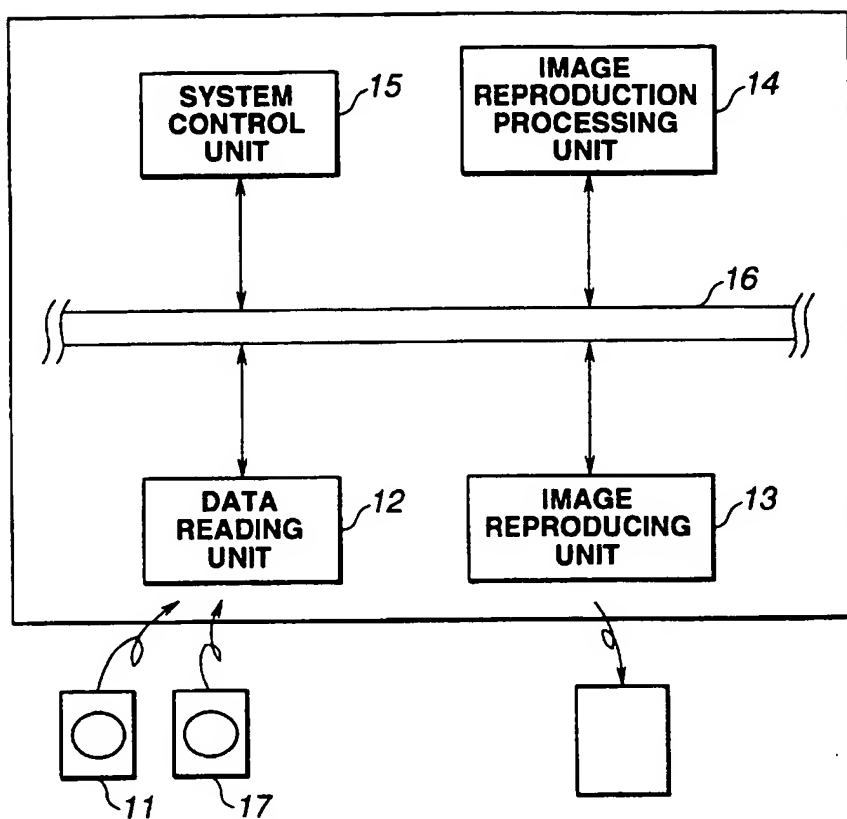 SYSTEM
CONTROL
UNIT
15
IMAGE
REPRODUCTION
PROCESSING
UNIT
14
16
DATA
READING
UNIT
12
IMAGE
REPRODUCING
UNIT
13
11
17